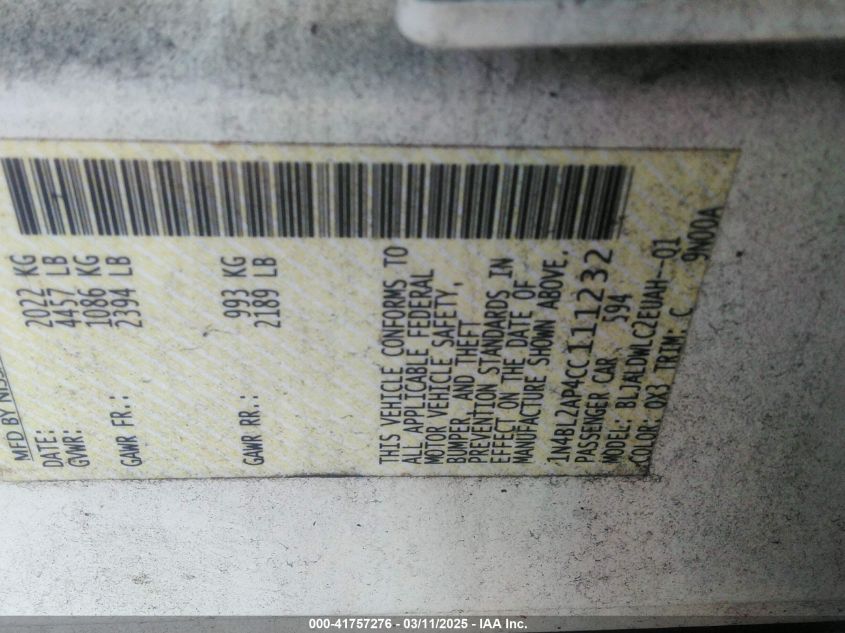 MFD BY NISS
DATE:
GVWR: 2022 KG
4457 LB
GAWR FR.: 1086 KG
2394 LB
GAWR RR.: 993 KG
2189 LB
THIS VEHICLE CONFORMS TO
ALL APPLICABLE FEDERAL
MOTOR VEHICLE SAFETY,
BUMPER, AND THEFT
PREVENTION STANDARDS IN
EFFECT ON THE DATE OF
MANUFACTURE SHOWN ABOVE.
1N4BL2AP4CC111232
PASSENGER CAR 594
MODEL: BLJALDWLC2EUAH--01
COLOR: QX3 TRIM: C 9N00A
000-41757276 - 03/11/2025 - IAA Inc.